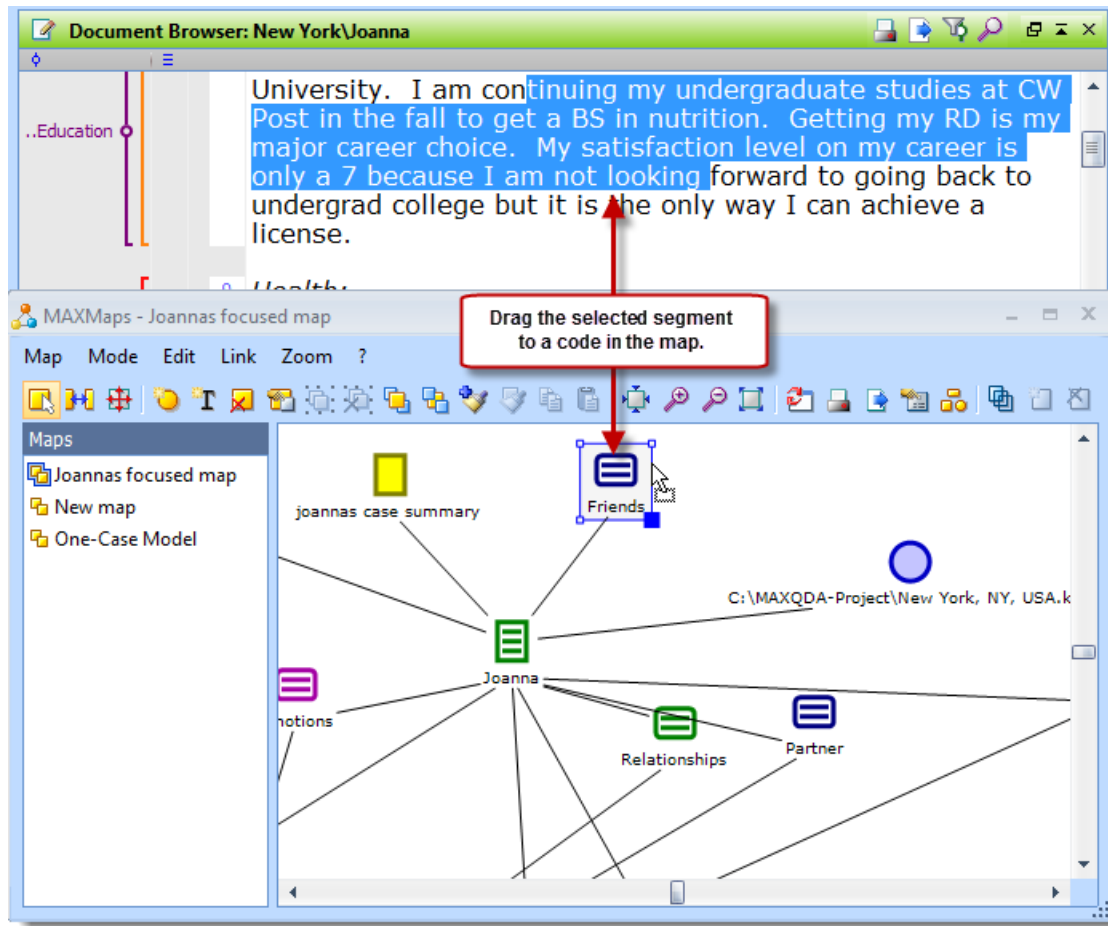 Document Browser: New York\Joanna
University.  I am continuing my undergraduate studies at CW
Post in the fall to get a BS in nutrition.  Getting my RD is my
..Education
major career choice.  My satisfaction level on my career is
only a 7 because I am not looking forward to going back to
undergrad college but it is the only way I can achieve a
license.
Health:
MAXMaps - Joannas focused map
Drag the selected segment
to a code in the map.
Map Mode Edit Link Zoom ?
Maps
Joannas focused map
New map
One-Case Model
joannas case summary
Friends
C:\MAXQDA-Project\New York, NY, USA.k
Joanna
notions
Relationships
Partner